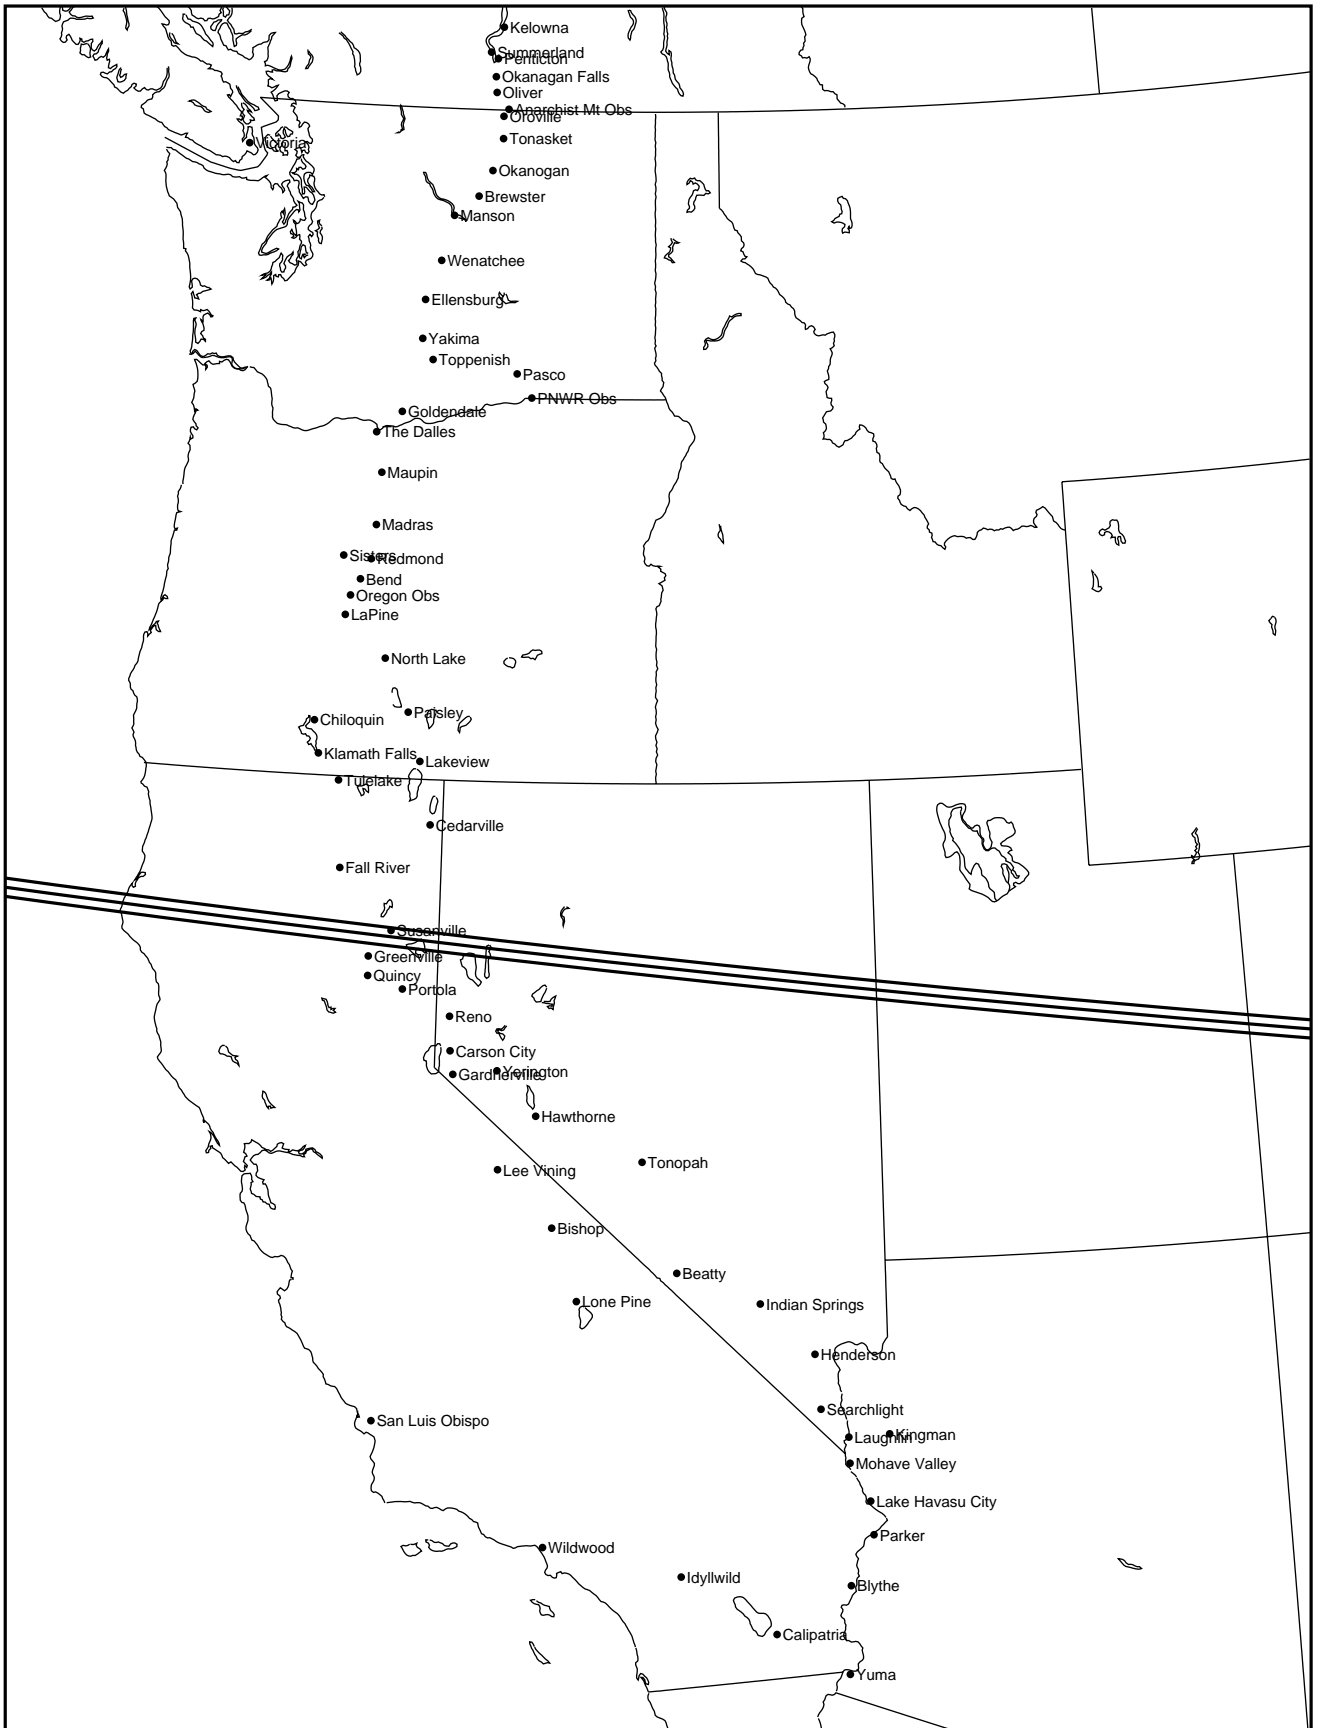 Kelowna
Summerland
Penticton
Okanagan Falls
Oliver
Anarchist Mt Obs
Oroville
Tonasket
Victoria
Okanogan
Brewster
Manson
Wenatchee
Ellensburg
Yakima
Toppenish
Pasco
PNWR Obs
Goldendale
The Dalles
Maupin
Madras
Sisters
Redmond
Bend
Oregon Obs
LaPine
North Lake
Paisley
Chiloquin
Klamath Falls
Lakeview
Tulelake
Cedarville
Fall River
Susanville
Greenville
Quincy
Portola
Reno
Carson City
Yerington
Gardnerville
Hawthorne
Tonopah
Lee Vining
Bishop
Beatty
Lone Pine
Indian Springs
Henderson
Searchlight
San Luis Obispo
Kingman
Laughlin
Mohave Valley
Lake Havasu City
Parker
Wildwood
Idyllwild
Blythe
Calipatria
Yuma